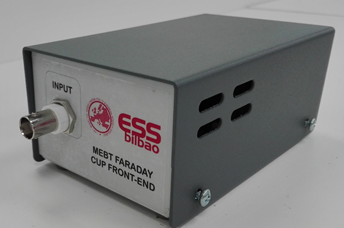 INPUT
ess
bilbao
MEBT FARADAY
CUP FRONT-END